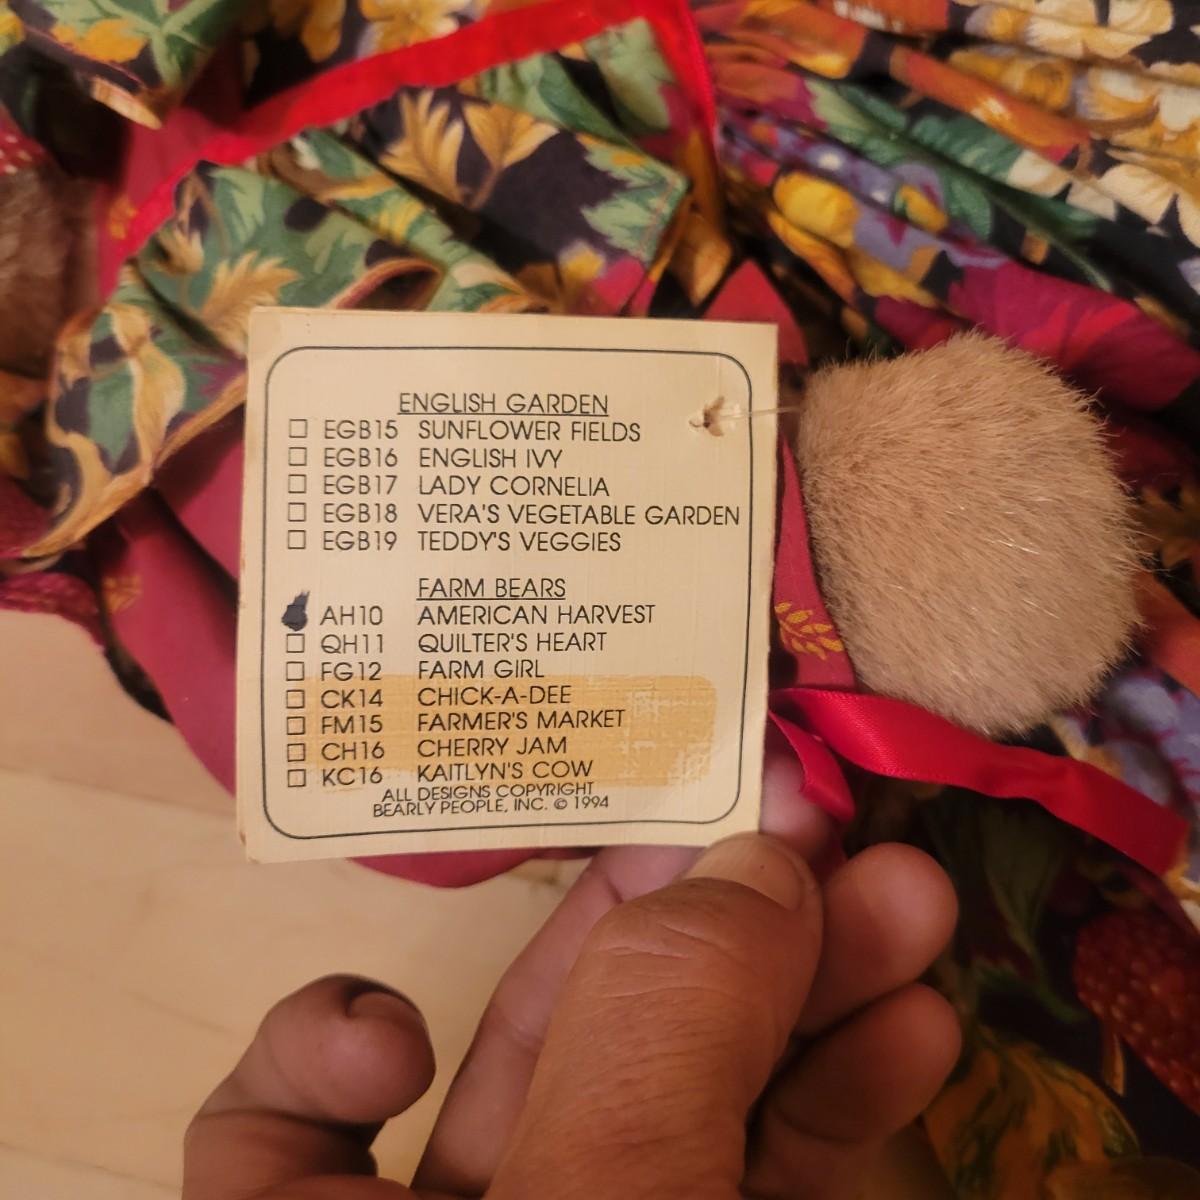 ENGLISH GARDEN
☐ EGB15 SUNFLOWER FIELDS
☐ EGB16 ENGLISH IVY
☐ EGB17 LADY CORNELIA
☐ EGB18 VERA'S VEGETABLE GARDEN
☐ EGB19 TEDDY'S VEGGIES
FARM BEARS
AH10 AMERICAN HARVEST
☐ QH11 QUILTER'S HEART
☐ FG12 FARM GIRL
☐ CK14 CHICK-A-DEE
☐ FM15 FARMER'S MARKET
☐ CH16 CHERRY JAM
☐ KC16 KAITLYN'S COW
ALL DESIGNS COPYRIGHT
BEARLY PEOPLE, INC. © 1994